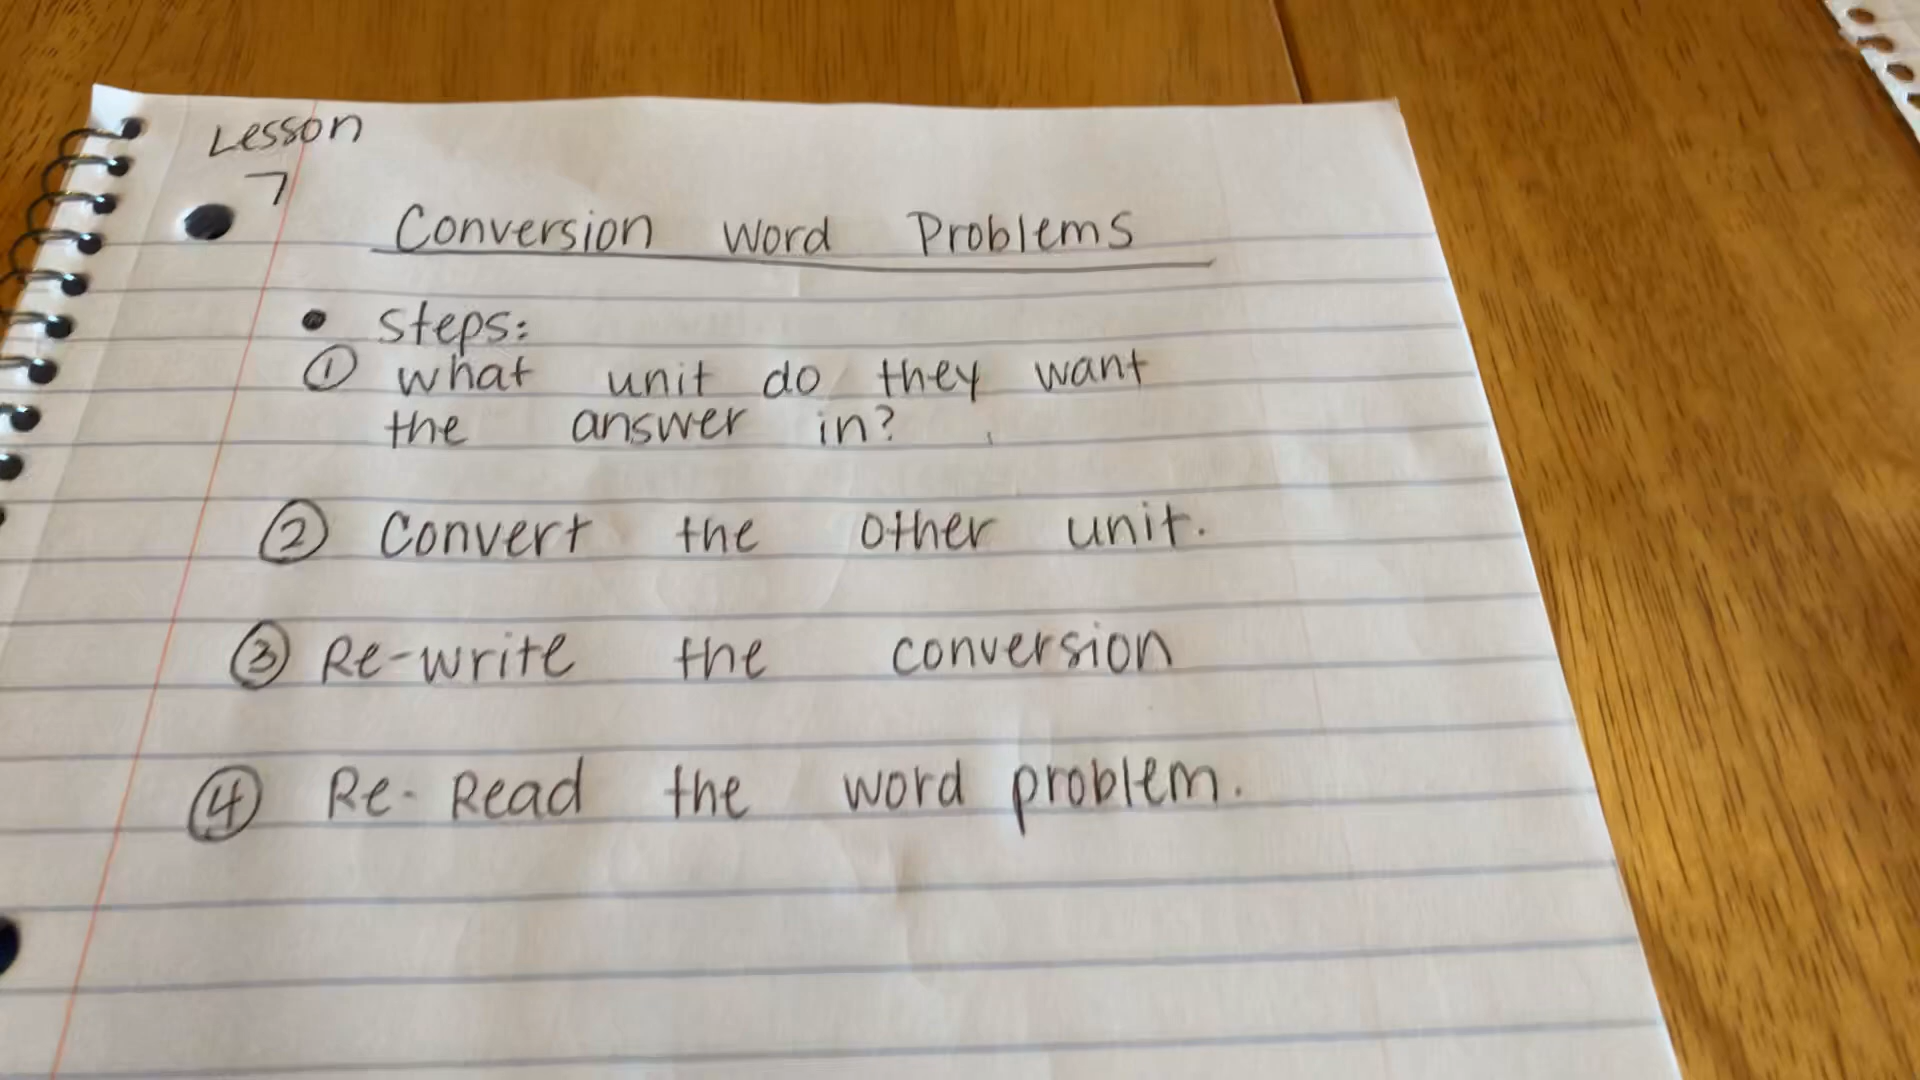 Lesson
7
Conversion Word Problems
• Steps:
① What unit do they want
the answer in?
② Convert the other unit.
③ Re-write the conversion
④ Re-Read the word problem.